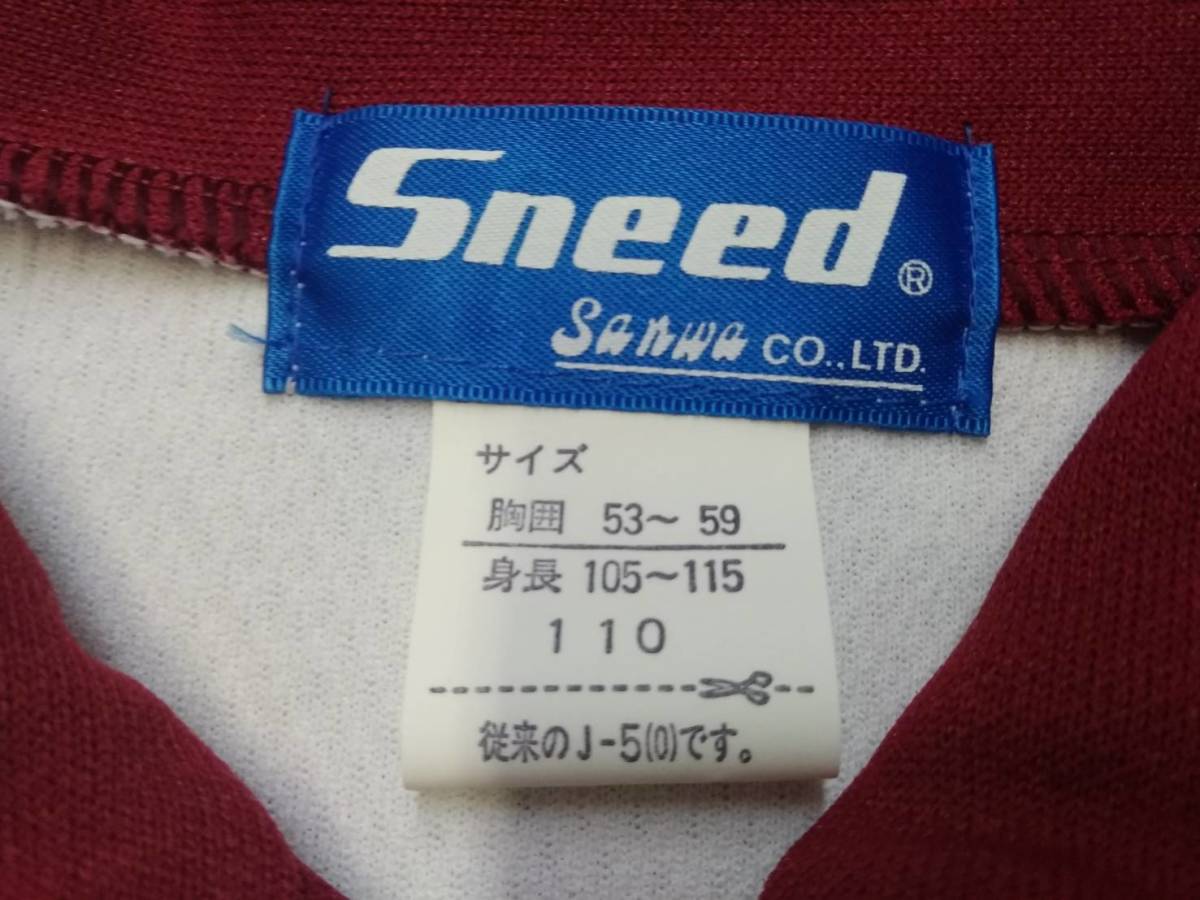 Sneed®
Sanwa CO.,LTD.
サイズ
胸囲 53～59
身長 105～115
110
従来のJ-5(0)です。